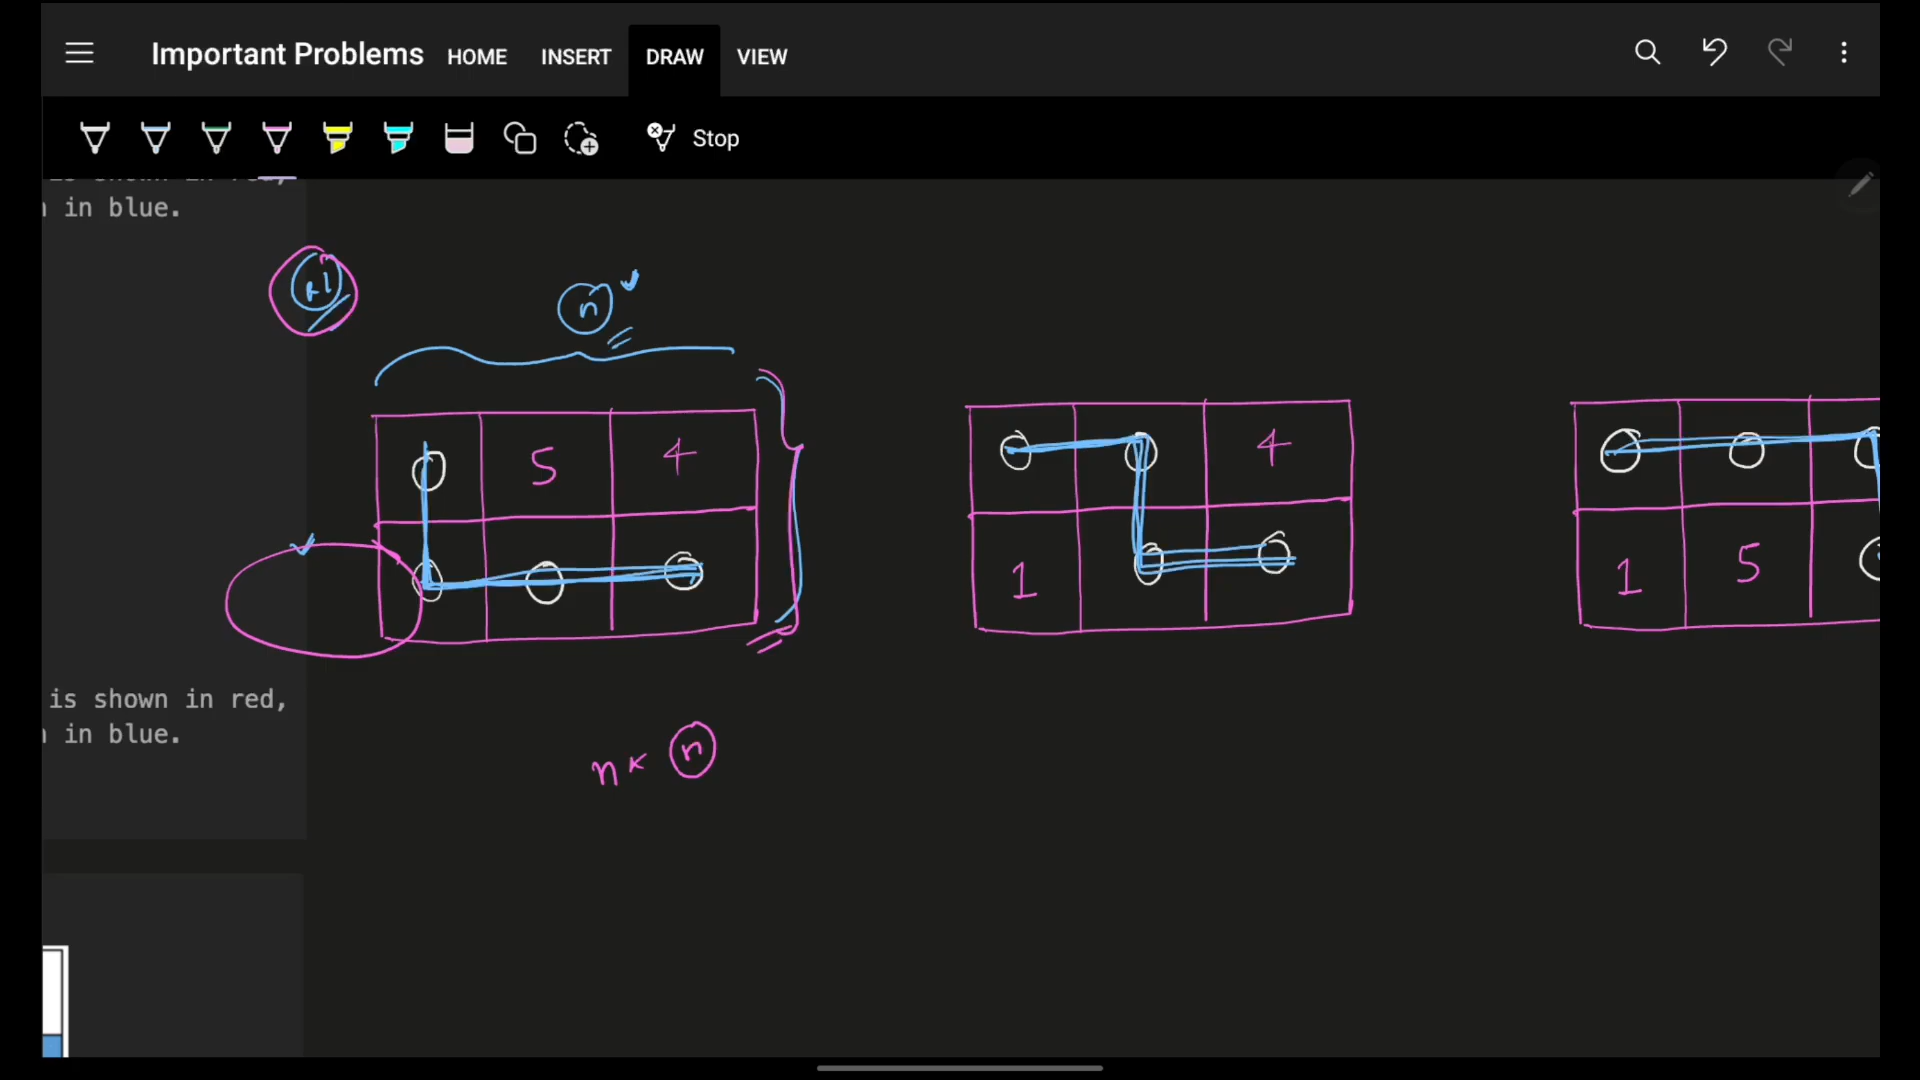 Important Problems HOME INSERT DRAW VIEW
Stop
in blue.
n
0 5 4
0 0 0
0 0 4
1 0 0
0 0
1 5
is shown in red,
in blue.
n × n